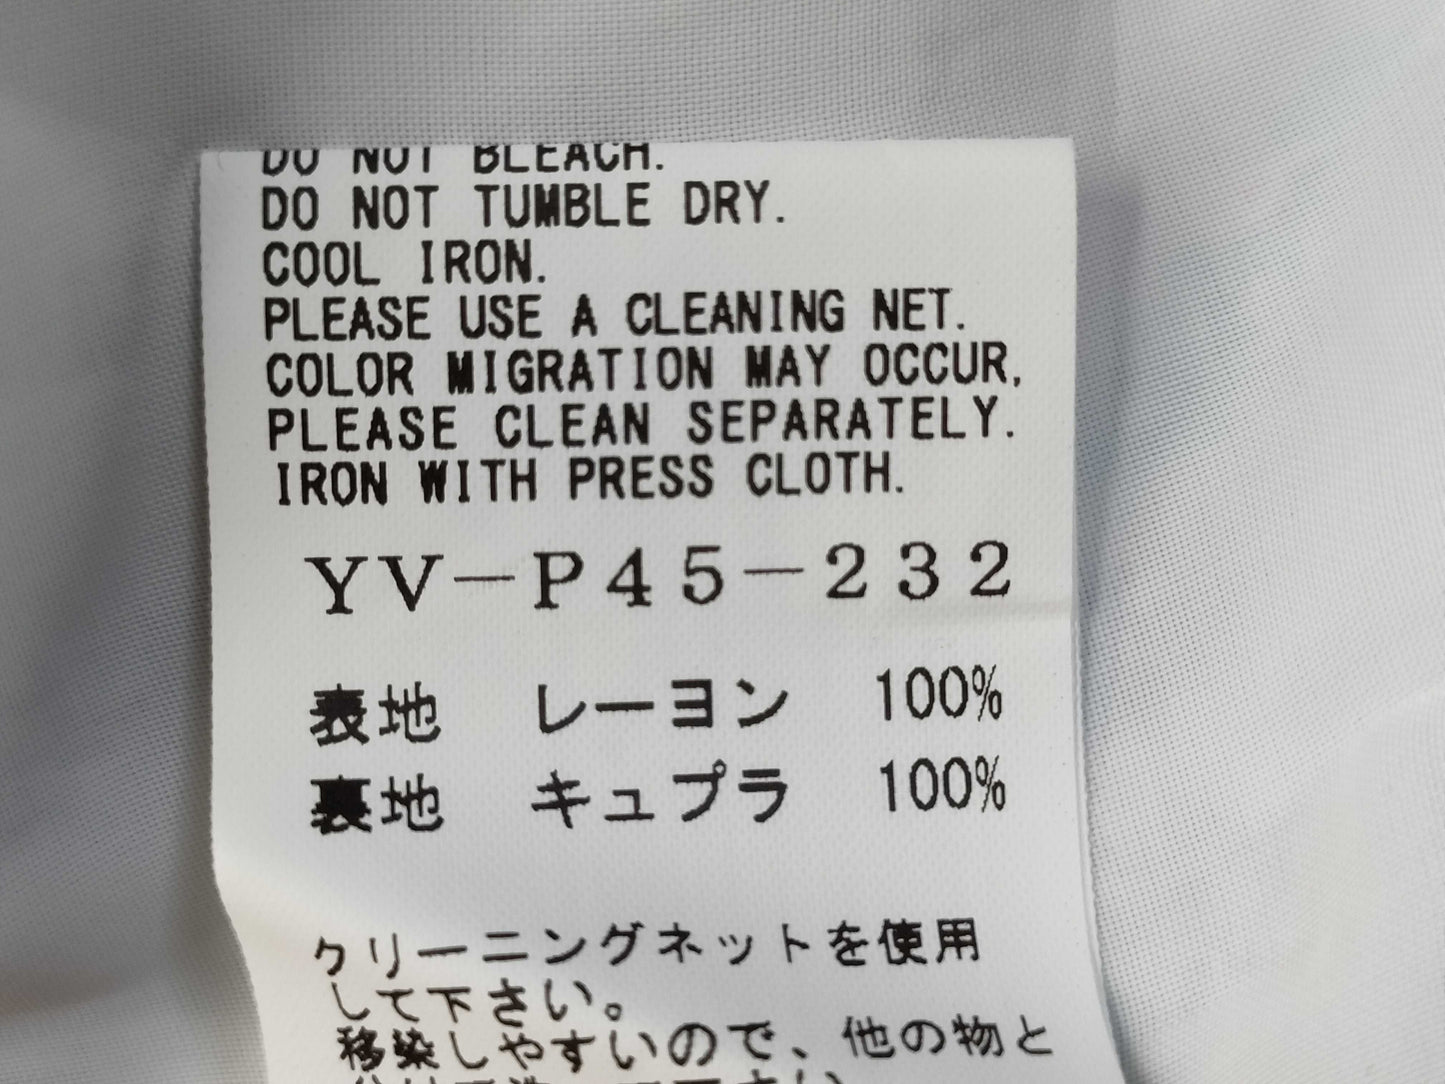 DO NOT BLEACH.
DO NOT TUMBLE DRY.
COOL IRON.
PLEASE USE A CLEANING NET.
COLOR MIGRATION MAY OCCUR,
PLEASE CLEAN SEPARATELY.
IRON WITH PRESS CLOTH.
YV－P45－232
表地 レーヨン 100%
裏地 キュプラ 100%
クリーニングネットを使用
して下さい。
移染しやすいので、他の物と